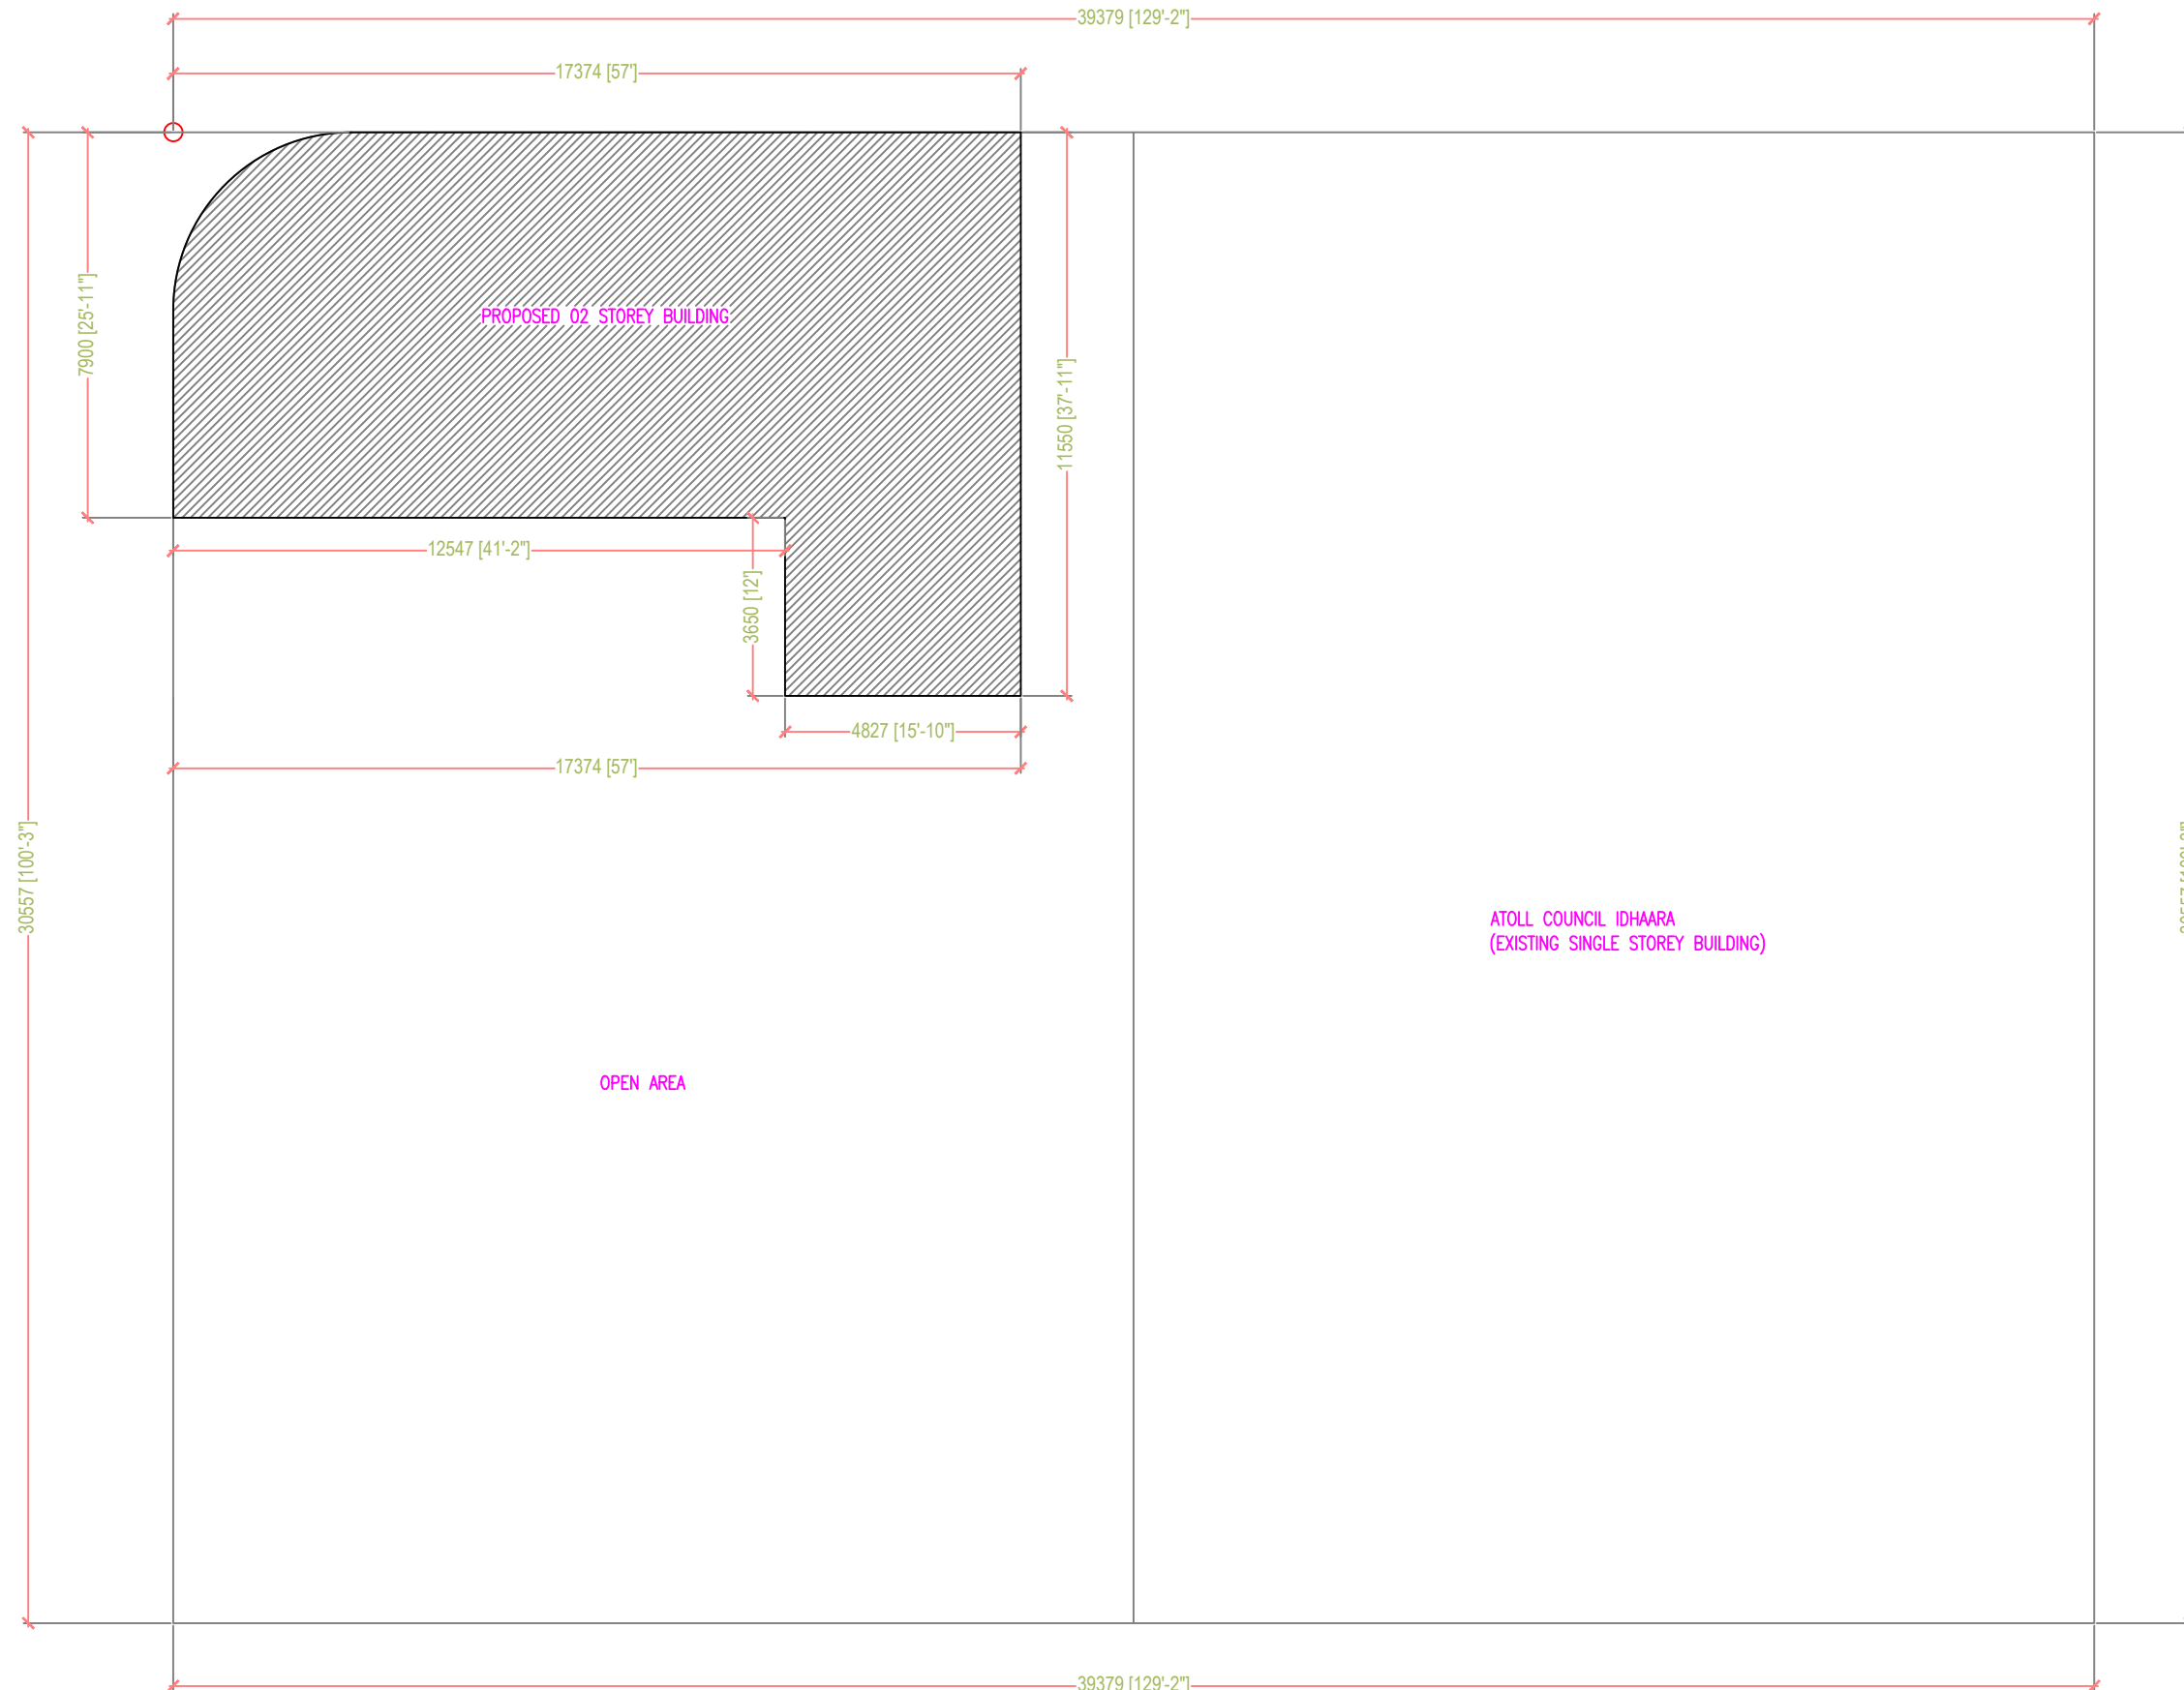 39379 [129'-2"]
17374 [57']
7900 [25'-11"]
PROPOSED 02 STOREY BUILDING
11550 [37'-11"]
12547 [41'-2"]
3650 [12']
4827 [15'-10"]
17374 [57']
30557 [100'-3"]
ATOLL COUNCIL IDHAARA
(EXISTING SINGLE STOREY BUILDING)
OPEN AREA
39379 [129'-2"]